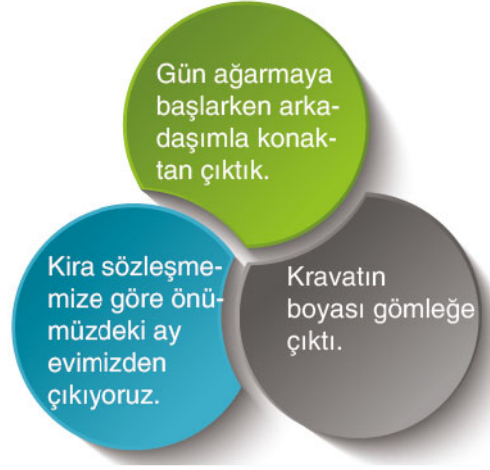 Gün ağarmaya
başlarken arka-
daşımla konak-
tan çıktık.
Kira sözleşme-
mize göre önü-
müzdeki ay
evimizden
çıkıyoruz.
Kravatın
boyası gömleğe
çıktı.